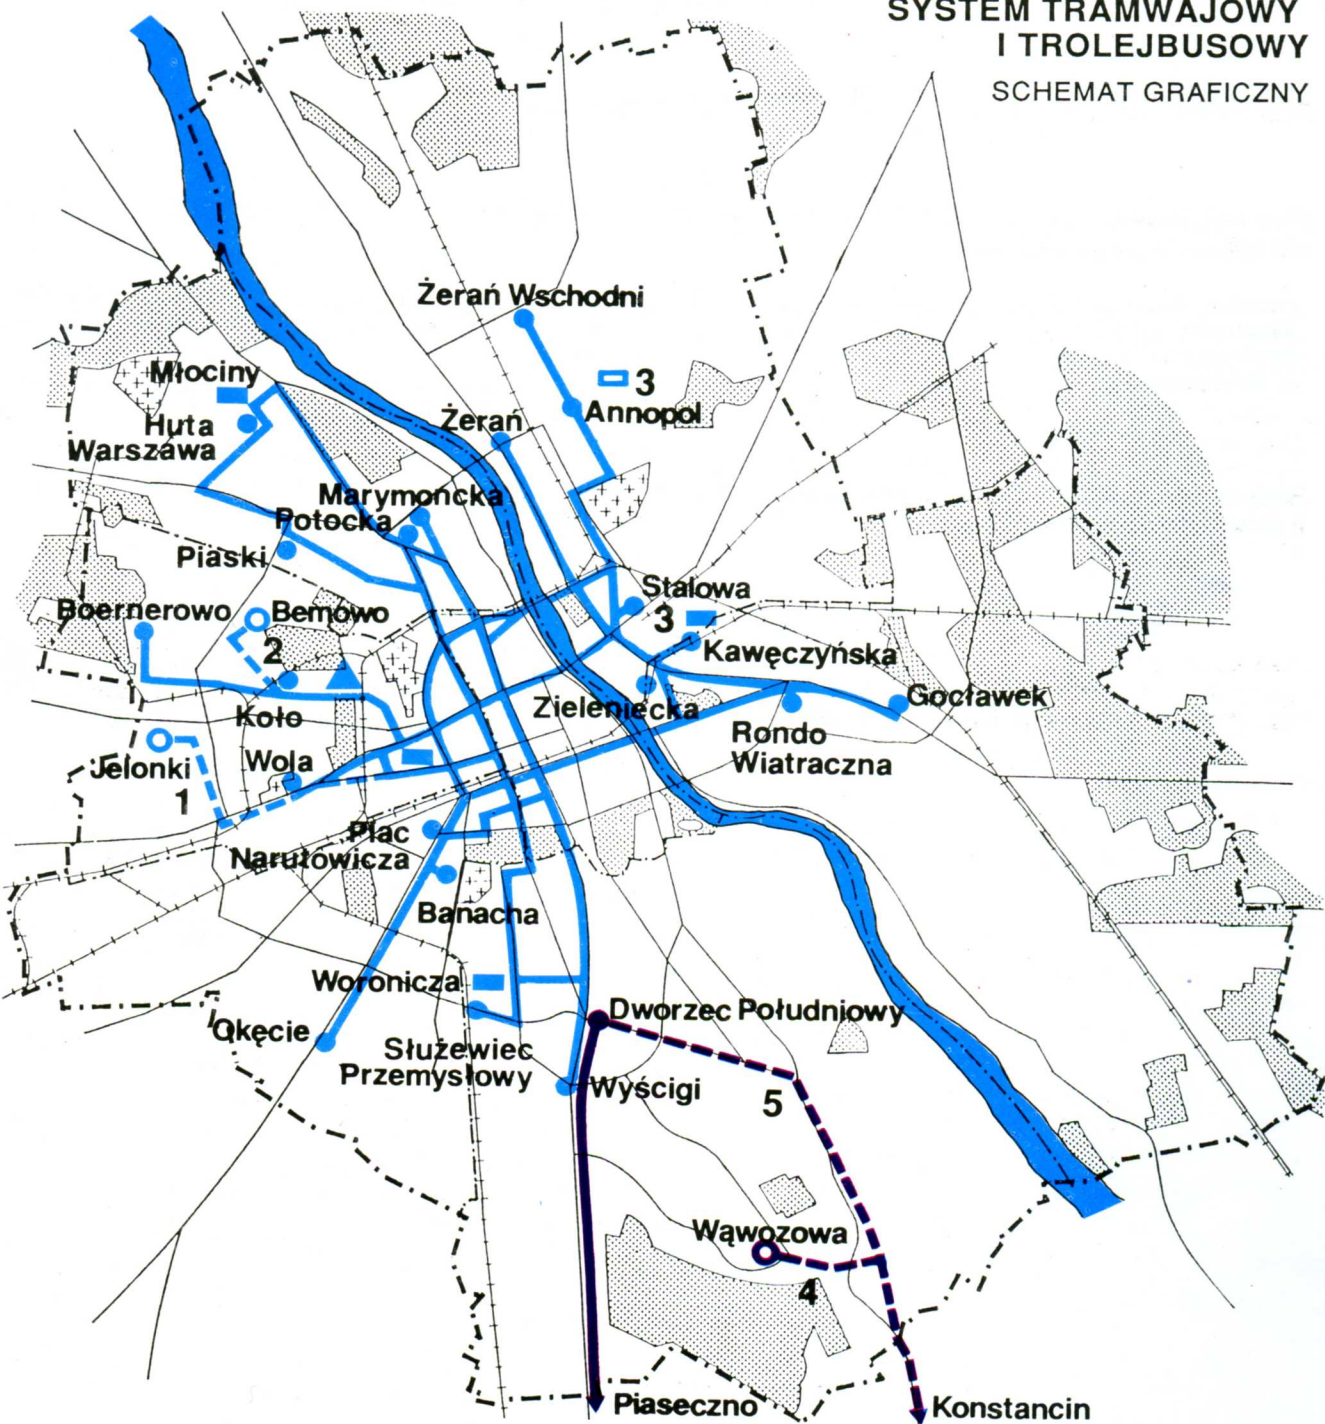 SYSTEM TRAMWAJOWY
I TROLEJBUSOWY
SCHEMAT GRAFICZNY
Żerań Wschodni
3
Annopol
Młociny
Huta
Warszawa
Żerań
Marymoncka
Potocka
Piaski
Stalowa
3
Boernerowo
Bemowo
2
Kawęczyńska
Koło
Zieleniecka
Gocławek
Rondo
Wiatraczna
Jelonki
1
Wola
Plac
Narutowicza
Banacha
Woronicza
Okęcie
Dworzec Południowy
Służewiec
Przemysłowy
Wyścigi
5
Wąwozowa
4
Piaseczno
Konstancin